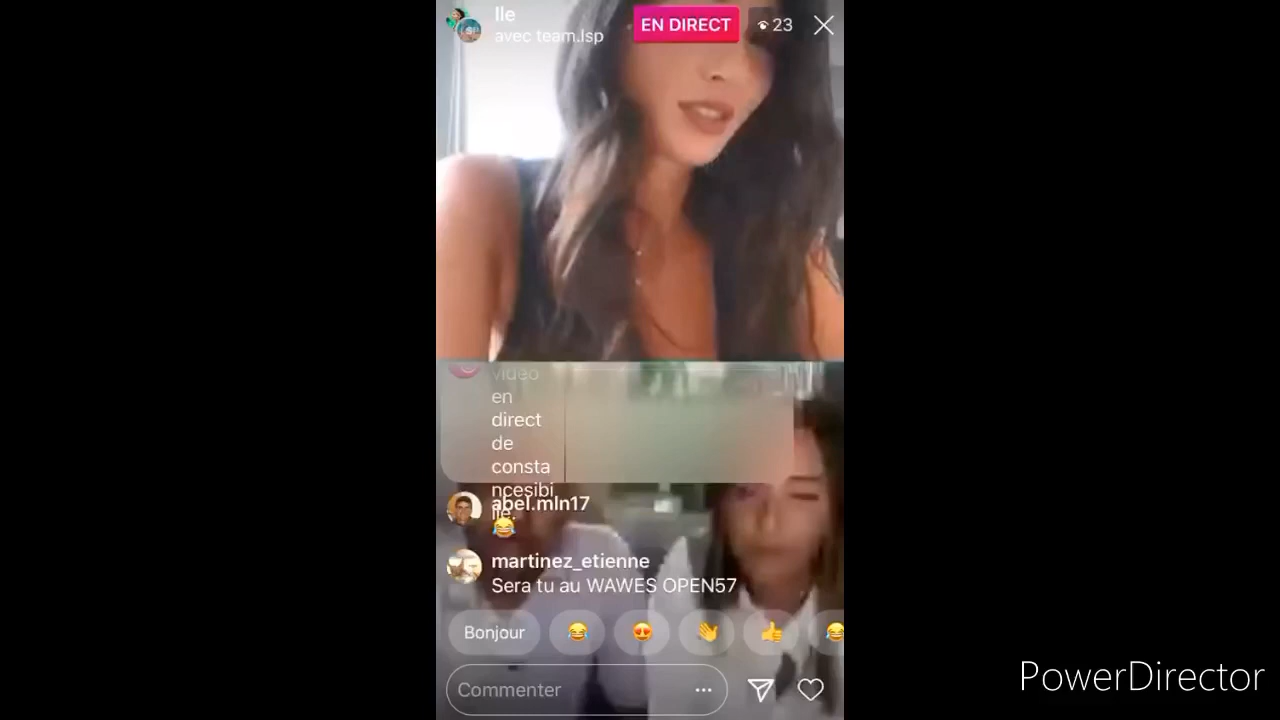 lle
avec team.lsp
EN DIRECT
23
video
en
direct
de
consta
ncesibi
lle.
abel.mln17
😂
martinez_etienne
Sera tu au WAWES OPEN57
Bonjour 😂 😍 👋 👍 😂
Commenter ...
PowerDirector